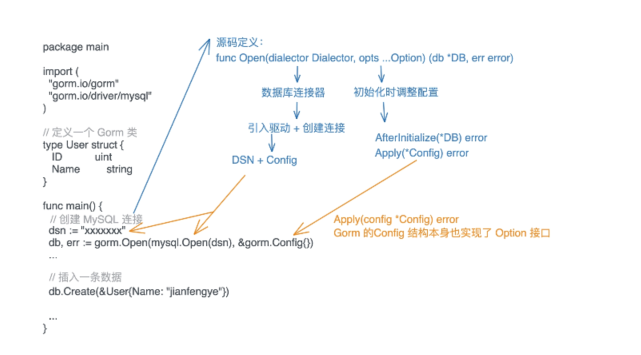 package main
import (
"gorm.io/gorm"
"gorm.io/driver/mysql"
)
// 定义一个 Gorm 类
type User struct {
ID uint
Name string
}
func main() {
// 创建 MySQL 连接
dsn := "xxxxxxx"
db, err := gorm.Open(mysql.Open(dsn), &gorm.Config{})
...
// 插入一条数据
db.Create(&User{Name: "jianfengye"})
...
}
源码定义：
func Open(dialector Dialector, opts ...Option) (db *DB, err error)
数据库连接器
初始化时调整配置
引入驱动 + 创建连接
AfterInitialize(*DB) error
Apply(*Config) error
DSN + Config
Apply(config *Config) error
Gorm 的Config 结构本身也实现了 Option 接口